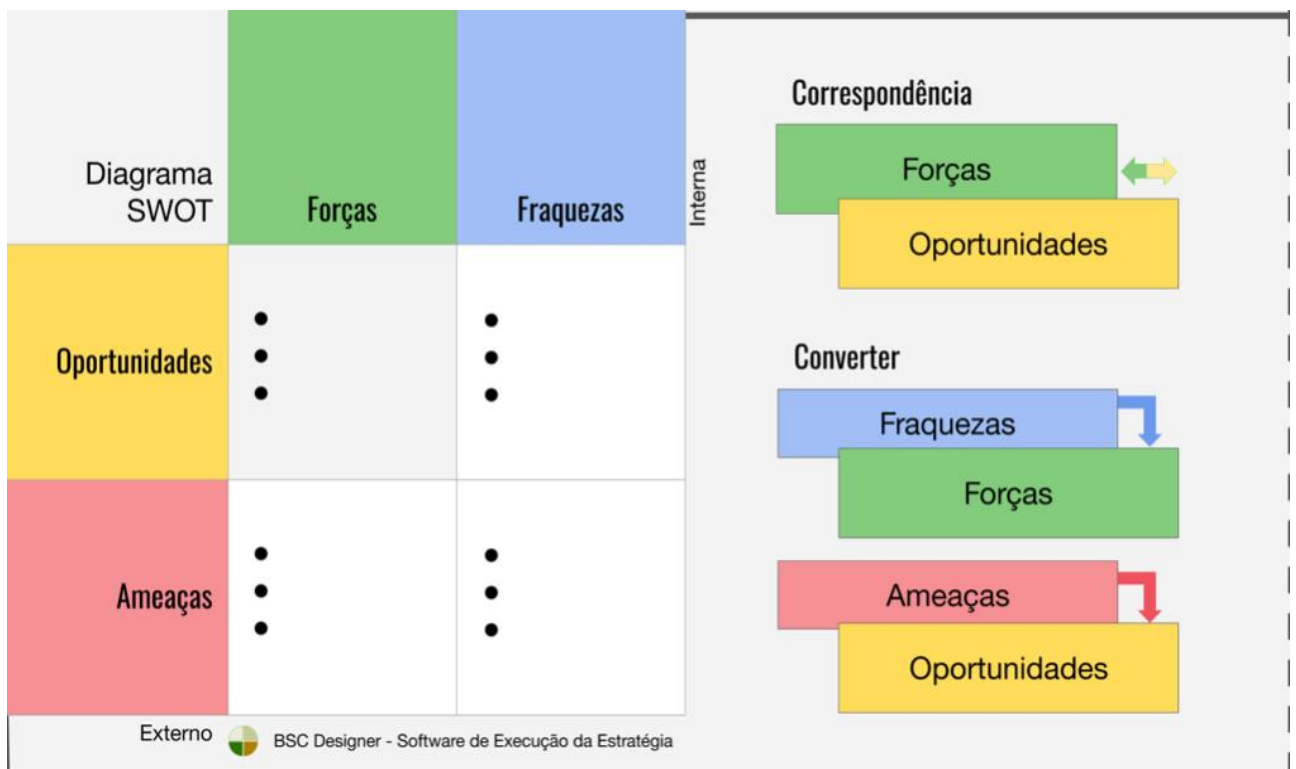 Diagrama
SWOT
Forças
Fraquezas
Interna
Oportunidades
Ameaças
Externo
BSC Designer - Software de Execução da Estratégia
Correspondência
Forças
Oportunidades
Converter
Fraquezas
Forças
Ameaças
Oportunidades